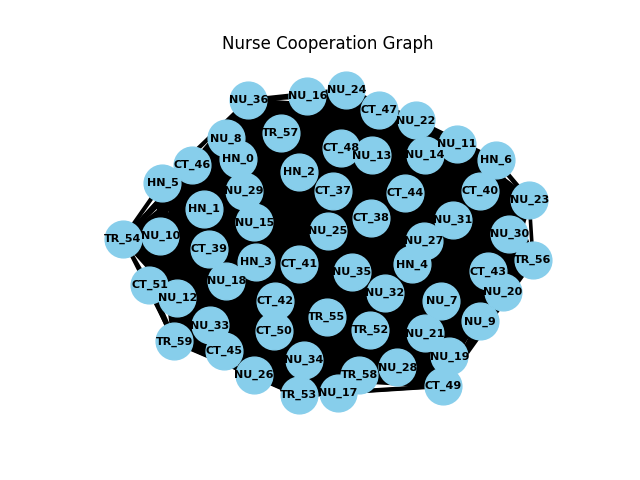 Nurse Cooperation Graph
NU_24
NU_16
NU_36
CT_47
NU_22
TR_57
NU_8
NU_11
CT_48
NU_13
NU_14
HN_0
HN_6
CT_46
HN_2
HN_5
NU_29
CT_37
CT_44
CT_40
NU_23
HN_1
CT_38
NU_31
NU_15
NU_25
NU_30
NU_10
TR_54
NU_27
CT_39
TR_56
HN_3
CT_41
HN_4
NU_35
CT_43
NU_18
CT_51
NU_32
NU_20
NU_12
CT_42
NU_7
TR_55
NU_9
NU_33
CT_50
TR_52
NU_21
TR_59
CT_45
NU_19
NU_34
NU_28
NU_26
TR_58
CT_49
NU_17
TR_53